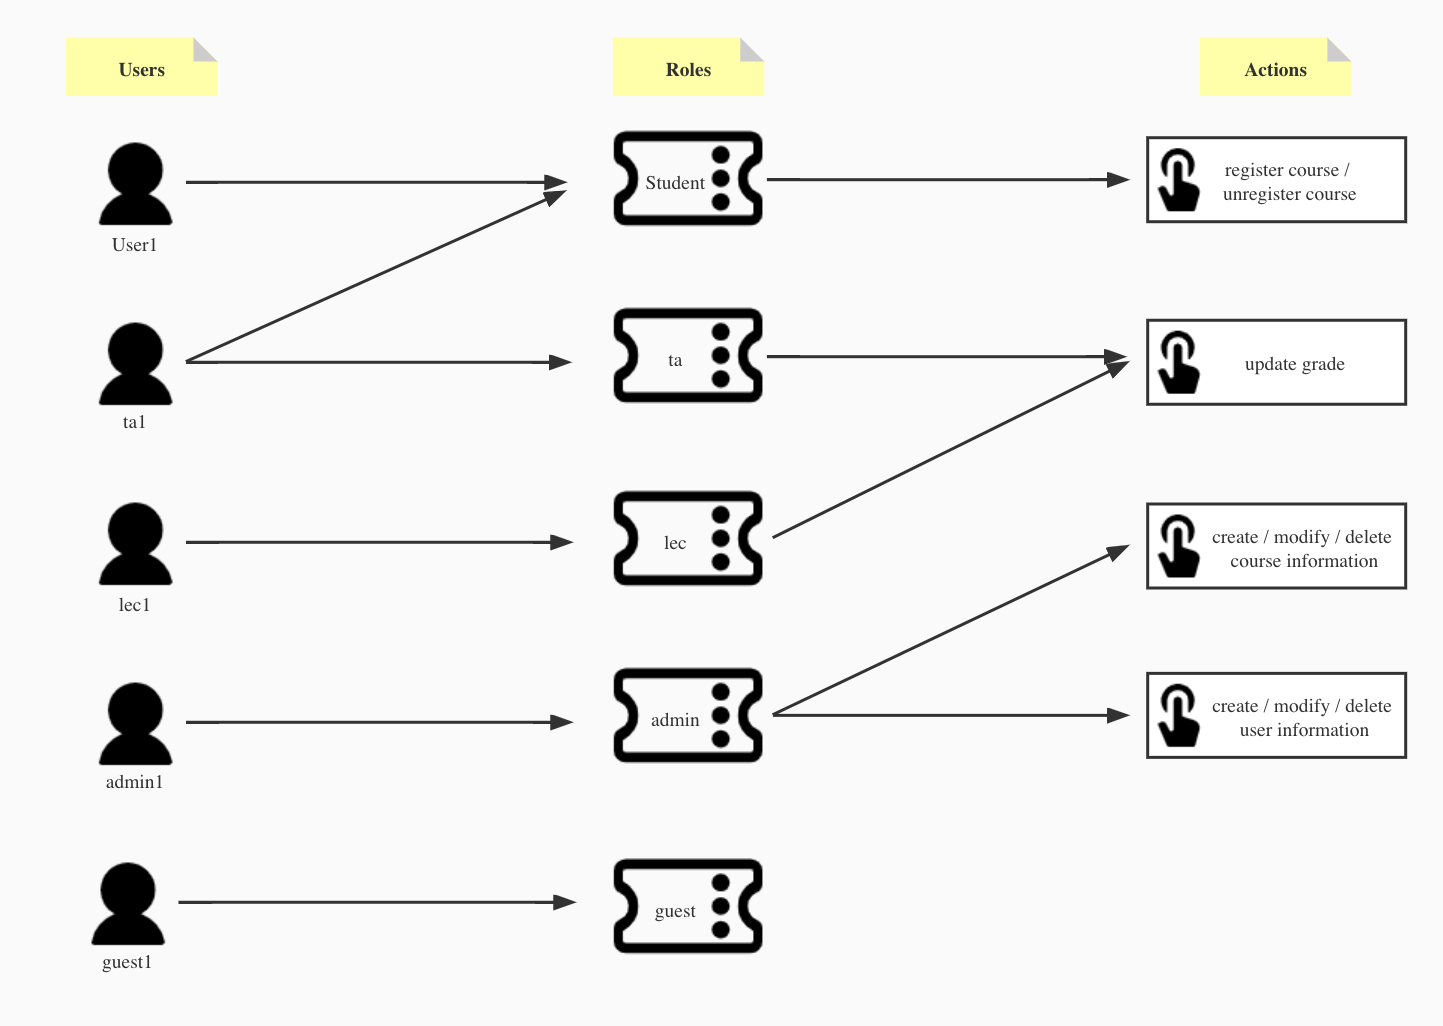 Users
Roles
Actions
Student
register course /
unregister course
User1
ta
update grade
ta1
lec
create / modify / delete
course information
lec1
admin
create / modify / delete
user information
admin1
guest
guest1